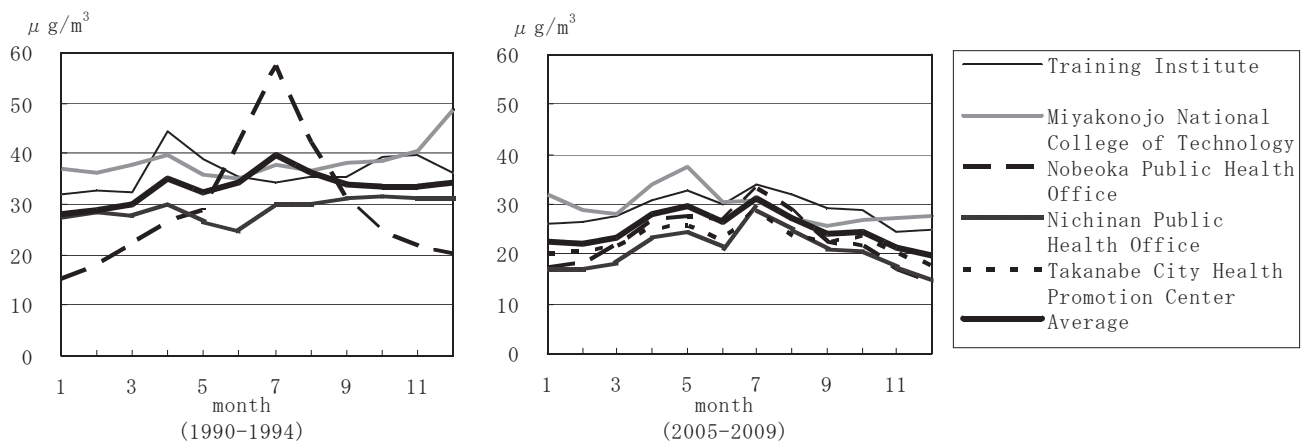 μ g/m³
60
50
40
30
20
10
0
1 3 5 7 9 11
month
(1990-1994)
μ g/m³
60
50
40
30
20
10
0
1 3 5 7 9 11
month
(2005-2009)
Training Institute
Miyakonojo National
College of Technology
Nobeoka Public Health
Office
Nichinan Public
Health Office
Takanabe City Health
Promotion Center
Average